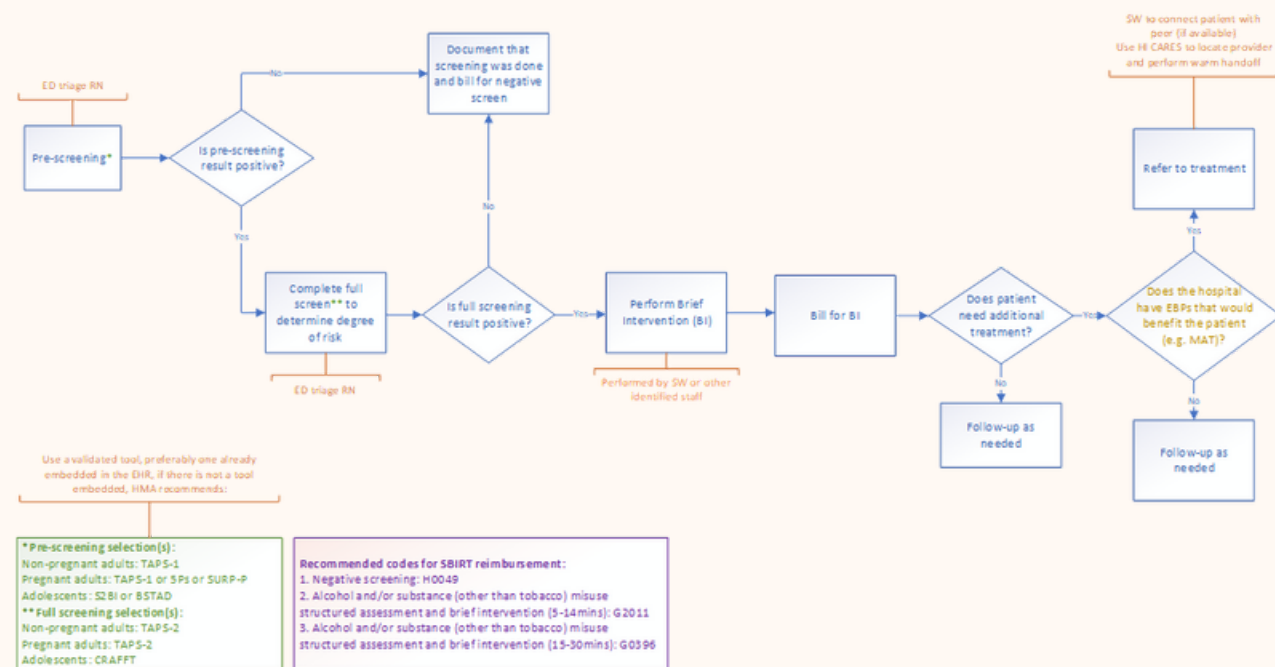 SW to connect patient with
peer (if available)
Use HI CARES to locate provider
and perform warm handoff
Document that
screening was done
and bill for negative
screen
No
ED triage RN
Pre-screening*
Is pre-screening
result positive?
Refer to treatment
No
Yes
Yes
Complete full
screen** to
determine degree
of risk
Is full screening
result positive?
Yes
Perform Brief
Intervention (BI)
Bill for BI
Does patient
need additional
treatment?
Yes
Does the hospital
have EBPs that would
benefit the patient
(e.g. MAT)?
ED triage RN
Performed by SW or other
identified staff
No
No
Follow-up as
needed
Follow-up as
needed
Use a validated tool, preferably one already
embedded in the EHR, if there is not a tool
embedded, HMA recommends:
*Pre-screening selection(s):
Non-pregnant adults: TAPS-1
Pregnant adults: TAPS-1 or 5Ps or SURP-P
Adolescents: S2BI or BSTAD
**Full screening selection(s):
Non-pregnant adults: TAPS-2
Pregnant adults: TAPS-2
Adolescents: CRAFFT
Recommended codes for SBIRT reimbursement:
1. Negative screening: H0049
2. Alcohol and/or substance (other than tobacco) misuse
structured assessment and brief intervention (5-14mins): G2011
3. Alcohol and/or substance (other than tobacco) misuse
structured assessment and brief intervention (15-30mins): G0396